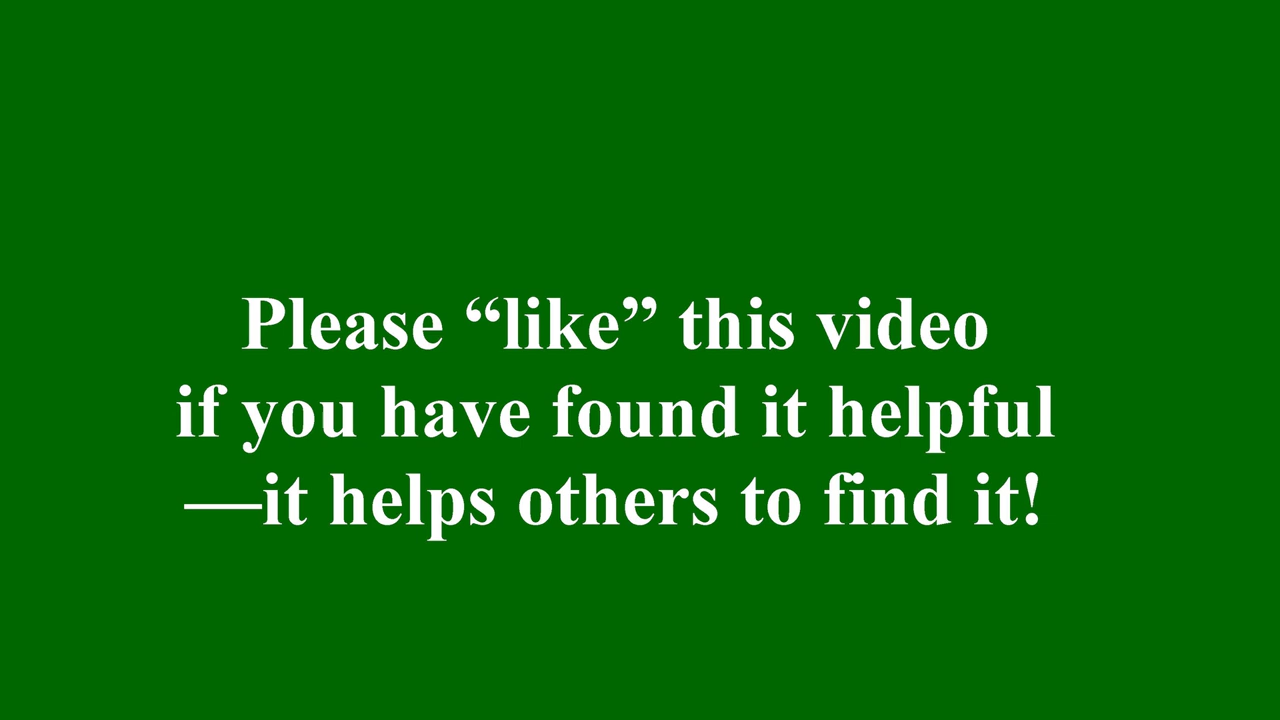 Please “like” this video
if you have found it helpful
—it helps others to find it!